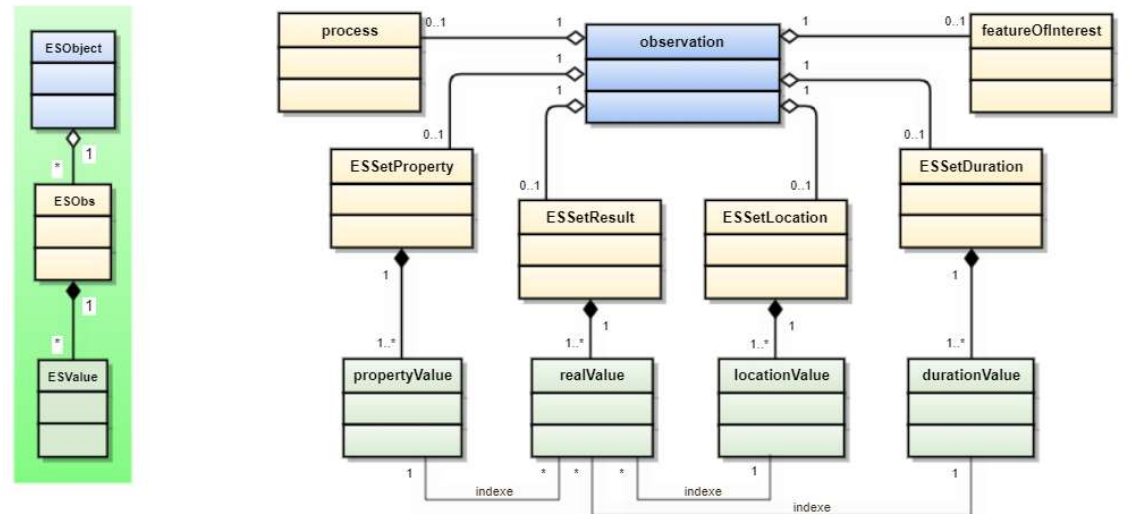 ESObject
1
*
ESObs
1
*
ESValue
process
0..1
1
observation
1
0..1
featureOfInterest
1
1
1
1
0..1
0..1
ESSetProperty
ESSetDuration
0..1
0..1
ESSetResult
ESSetLocation
1
1
1
1
1..*
1..*
1..*
1..*
propertyValue
realValue
locationValue
durationValue
1
*
*
*
1
1
indexe
indexe
indexe